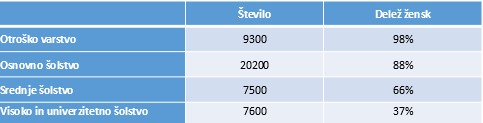 Število Delež žensk
Otroško varstvo 9300 98%
Osnovno šolstvo 20200 88%
Srednje šolstvo 7500 66%
Visoko in univerzitetno šolstvo 7600 37%